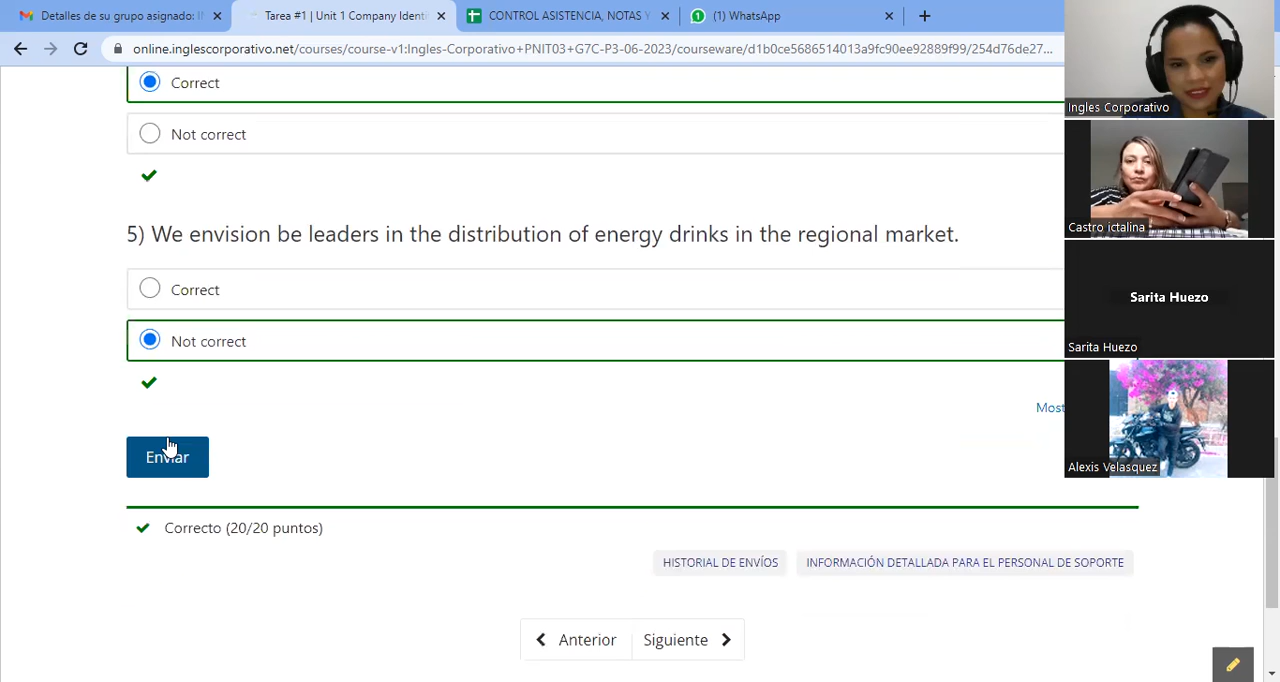 Detalles de su grupo asignado: II
Tarea #1 | Unit 1 Company Identi
CONTROL ASISTENCIA, NOTAS Y
(1) WhatsApp
online.inglescorporativo.net/courses/course-v1:Ingles-Corporativo+PNIT03+G7C-P3-06-2023/courseware/d1b0ce5686514013a9fc90ee92889f99/254d76de27...
Correct
Ingles Corporativo
Not correct
Castro ictalina
5) We envision be leaders in the distribution of energy drinks in the regional market.
Correct
Sarita Huezo
Sarita Huezo
Not correct
Most
Enviar
Alexis Velasquez
Correcto (20/20 puntos)
HISTORIAL DE ENVÍOS
INFORMACIÓN DETALLADA PARA EL PERSONAL DE SOPORTE
Anterior
Siguiente